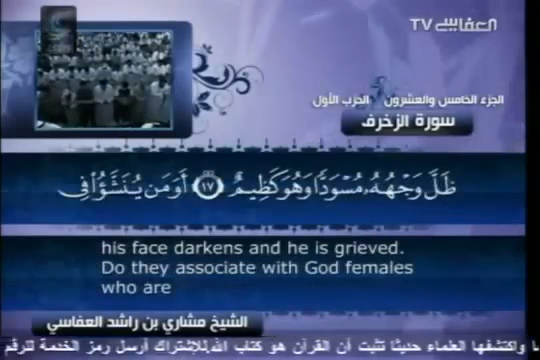 العفاسي TV
الجزء الخامس والعشرون الحزب الأول
سورة الزخرف
ظَلَّ وَجْهُهُۥ مُسْوَدًّا وَهُوَ كَظِيمٌ ١٧ أَوَمَن يُنَشَّؤُا۟ فِى
his face darkens and he is grieved.
Do they associate with God females
who are
الشيخ مشاري بن راشد العفاسي
ا واكتشفها العلماء حديثا تثبت أن القرآن هو كتاب الله.للإشتراك أرسل رمز الخدمة للرقم